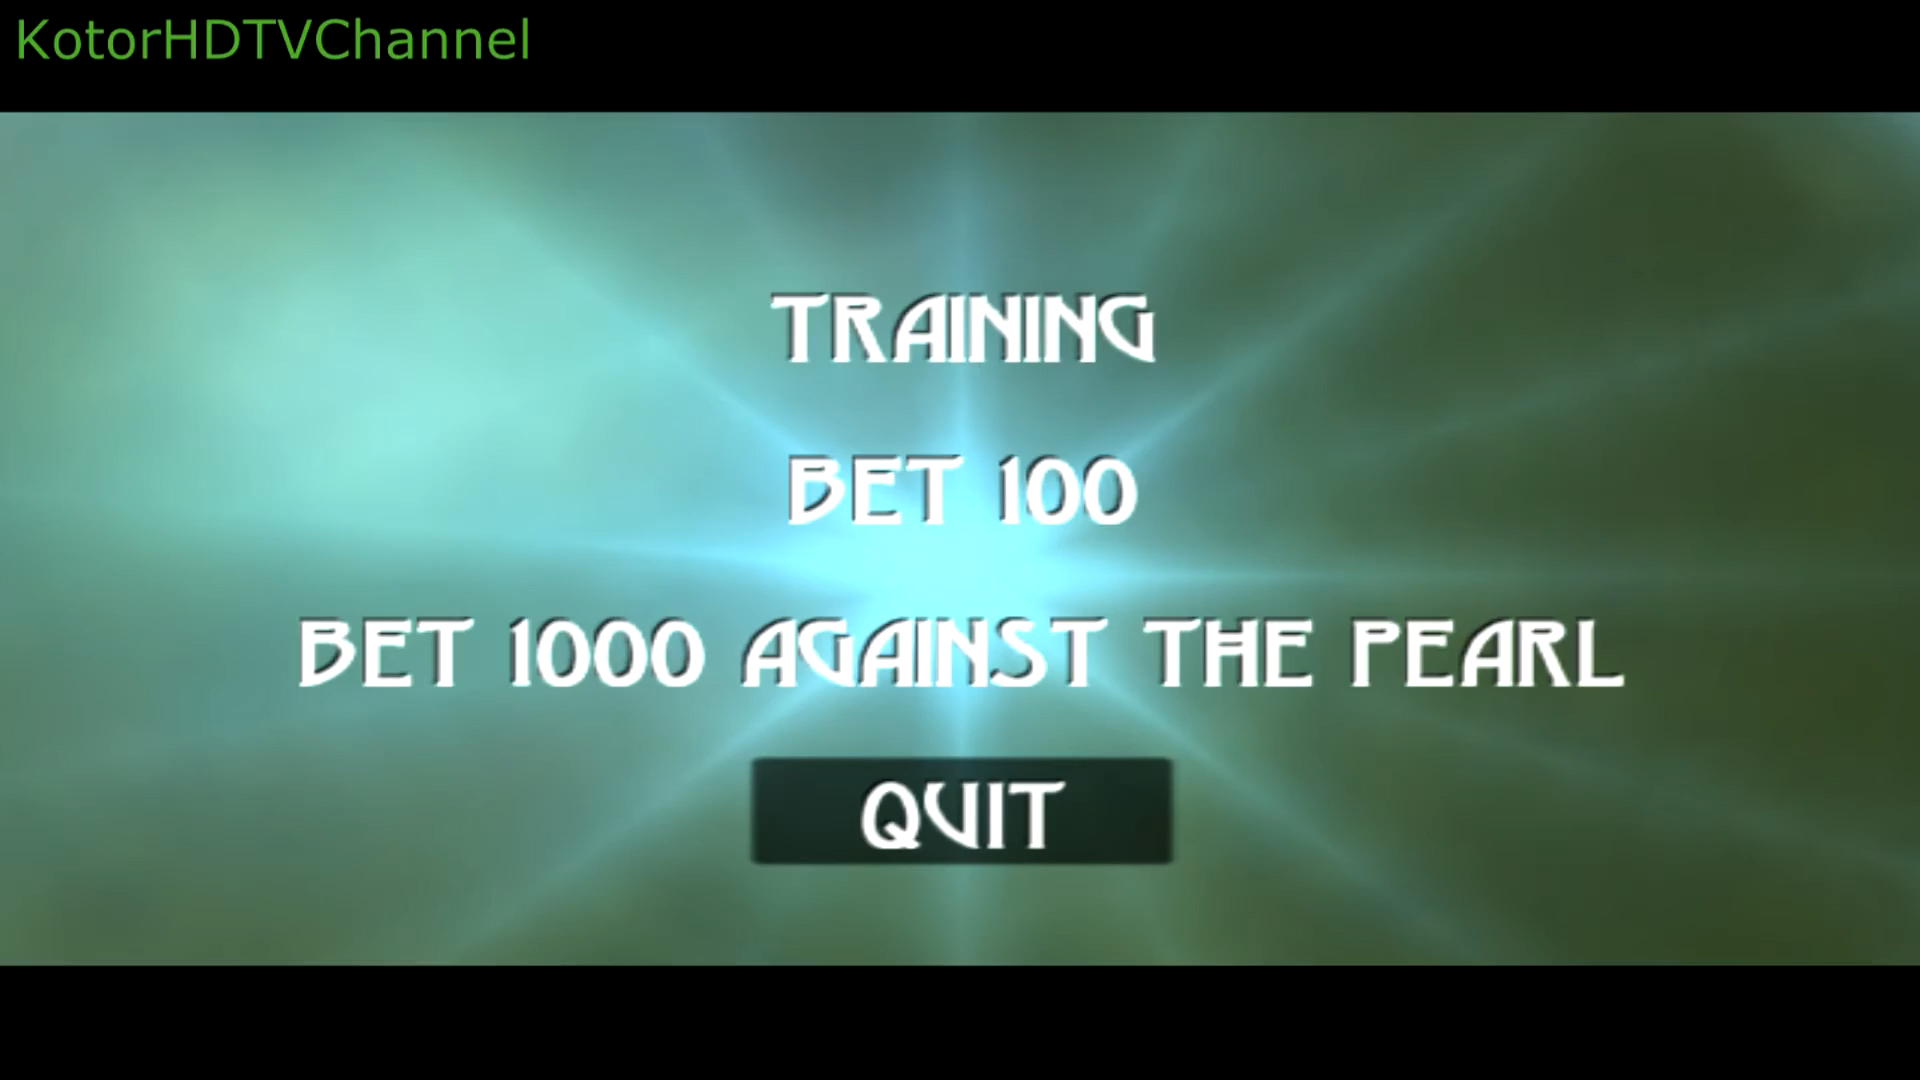 KotorHDTVChannel
TRAINING
BET 100
BET 1000 AGAINST THE PEARL
QUIT